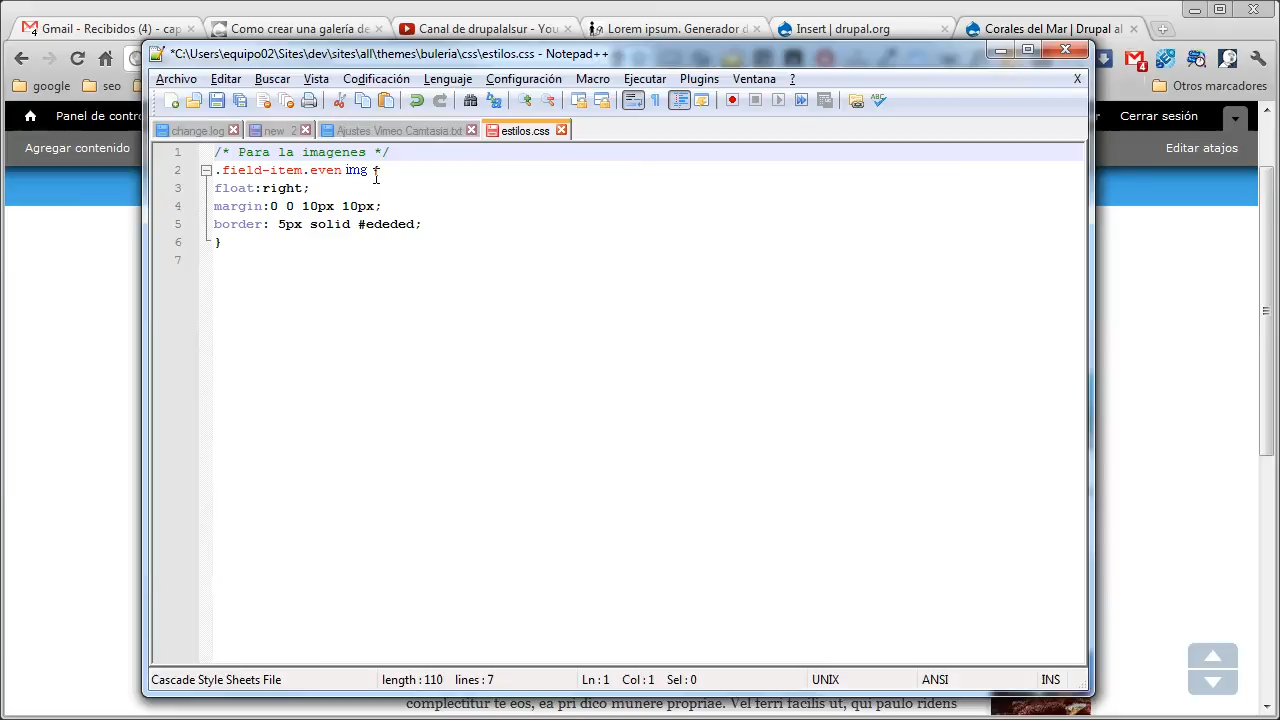 Gmail - Recibidos (4) - cap
Como crear una galería de
Canal de drupalalsur - You
Lorem ipsum. Generador d
Insert | drupal.org
Corales del Mar | Drupal al
*C:\Users\equipo02\Sites\dev\sites\all\themes\buleria\css\estilos.css - Notepad++
Archivo Editar Buscar Vista Codificación Lenguaje Configuración Macro Ejecutar Plugins Ventana ? X
google seo
4
Otros marcadores
Panel de contro
Cerrar sesión
change.log new 2 Ajustes Vimeo Camtasia.txt estilos.css
Agregar contenido
Editar atajos
1 /* Para la imagenes */
2 .field-item.even img {
3 float:right;
4 margin:0 0 10px 10px;
5 border: 5px solid #ededed;
6 }
7
Cascade Style Sheets File length : 110 lines : 7 Ln : 1 Col : 1 Sel : 0 UNIX ANSI INS
complectitur te eos, ea pri dico munere propriae. Vel ferri facilis ut, qui paulo ridens